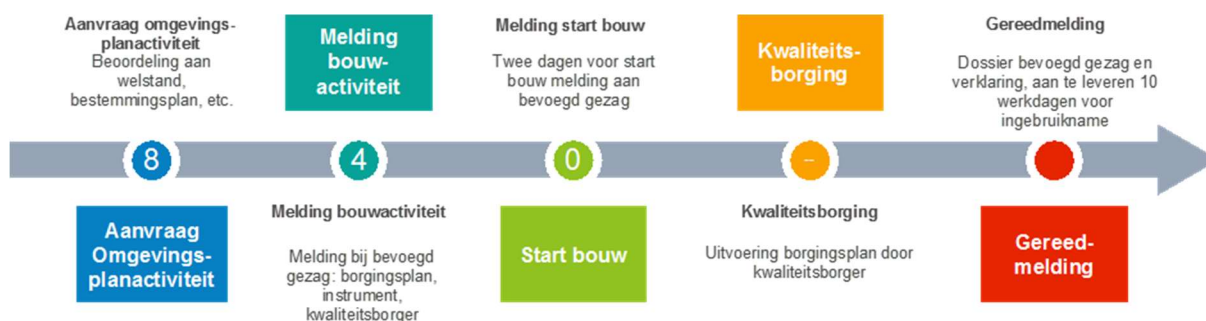 Aanvraag omgevings-
planactiviteit
Beoordeling aan
welstand,
bestemmingsplan, etc.
8
Aanvraag
Omgevings-
planactiviteit
Melding
bouw-
activiteit
4
Melding bouwactiviteit
Melding bij bevoegd
gezag: borgingsplan,
instrument,
kwaliteitsborger
Melding start bouw
Twee dagen voor start
bouw melding aan
bevoegd gezag
0
Start bouw
Kwaliteits-
borging
-
Kwaliteitsborging
Uitvoering borgingsplan door
kwaliteitsborger
Gereedmelding
Dossier bevoegd gezag en
verklaring, aan te leveren 10
werkdagen voor
ingebruikname
Gereed-
melding